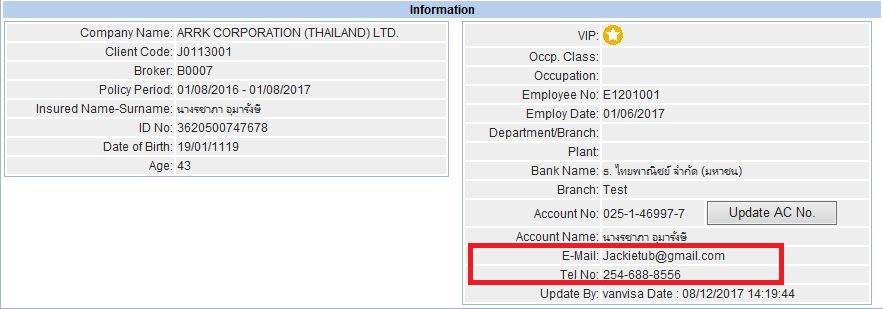 Information
Company Name: ARRK CORPORATION (THAILAND) LTD.
Client Code: J0113001
Broker: B0007
Policy Period: 01/08/2016 - 01/08/2017
Insured Name-Surname: นางรชาภา อุมารังษี
ID No: 3620500747678
Date of Birth: 19/01/1119
Age: 43
VIP:
Occp. Class:
Occupation:
Employee No: E1201001
Employ Date: 01/06/2017
Department/Branch:
Plant:
Bank Name: ธ. ไทยพาณิชย์ จำกัด (มหาชน)
Branch: Test
Account No: 025-1-46997-7 Update AC No.
Account Name: นางรชาภา อุมารังษี
E-Mail: Jackietub@gmail.com
Tel No: 254-688-8556
Update By: vanvisa Date : 08/12/2017 14:19:44